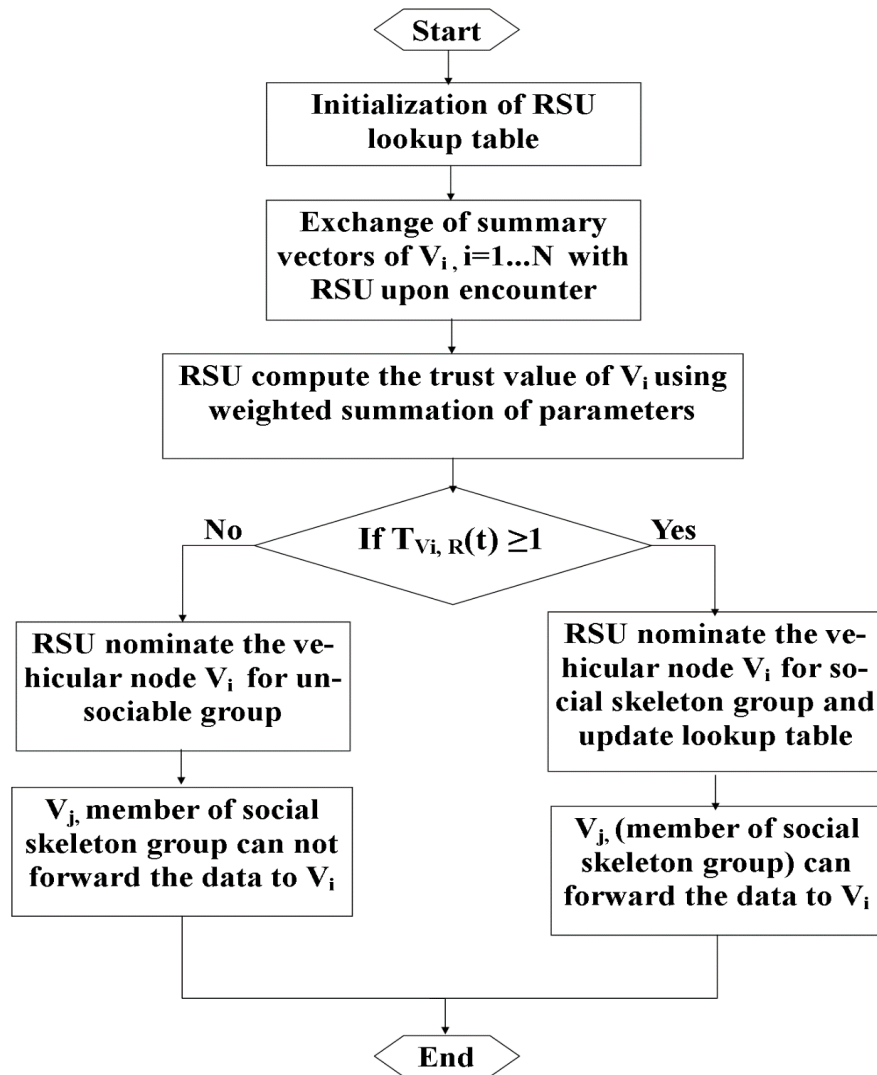 Start
Initialization of RSU
lookup table
Exchange of summary
vectors of Vᵢ , i=1...N with
RSU upon encounter
RSU compute the trust value of Vᵢ using
weighted summation of parameters
No
If T_Vi, R(t) ≥1
Yes
RSU nominate the ve-
hicular node Vᵢ for un-
sociable group
RSU nominate the ve-
hicular node Vᵢ for so-
cial skeleton group and
update lookup table
Vⱼ, member of social
skeleton group can not
forward the data to Vᵢ
Vⱼ, (member of social
skeleton group) can
forward the data to Vᵢ
End